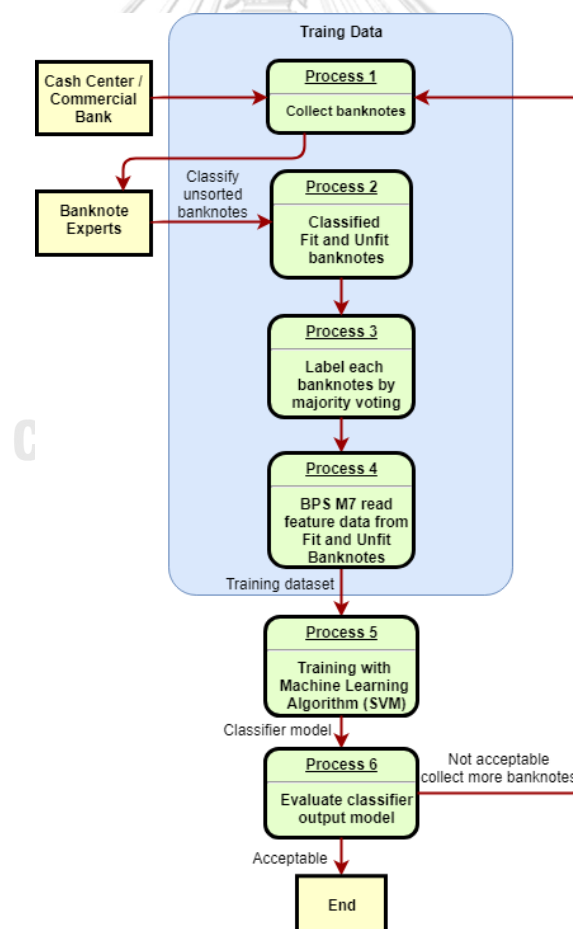 Traing Data
Cash Center /
Commercial
Bank
Process 1
Collect banknotes
Classify
unsorted
banknotes
Banknote
Experts
Process 2
Classified
Fit and Unfit
banknotes
Process 3
Label each
banknotes by
majority voting
Process 4
BPS M7 read
feature data from
Fit and Unfit
Banknotes
Training dataset
Process 5
Training with
Machine Learning
Algorithm (SVM)
Classifier model
Process 6
Evaluate classifier
output model
Not acceptable
collect more banknotes
Acceptable
End